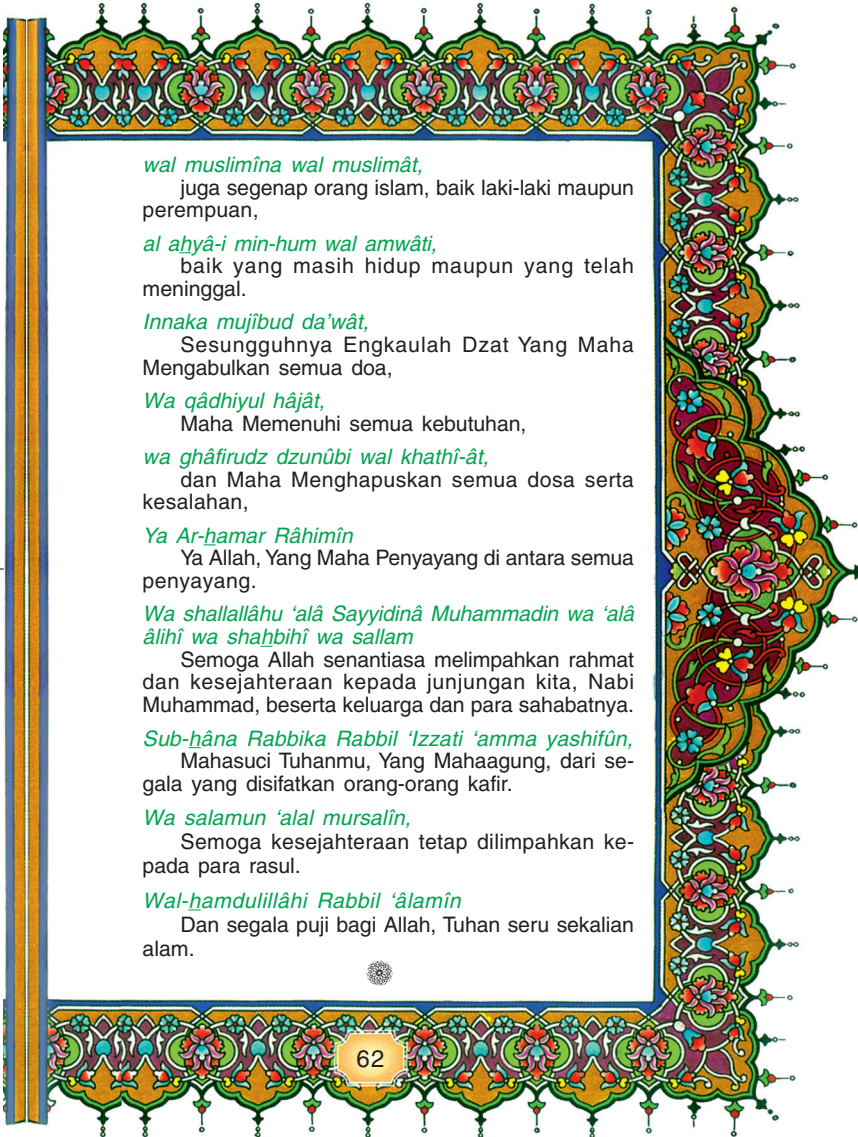 wal muslimîna wal muslimât,
juga segenap orang islam, baik laki-laki maupun
perempuan,
al ahyâ-i min-hum wal amwâti,
baik yang masih hidup maupun yang telah
meninggal.
Innaka mujîbud da’wât,
Sesungguhnya Engkaulah Dzat Yang Maha
Mengabulkan semua doa,
Wa qâdhiyul hâjât,
Maha Memenuhi semua kebutuhan,
wa ghâfirudz dzunûbi wal khathî-ât,
dan Maha Menghapuskan semua dosa serta
kesalahan,
Ya Ar-hamar Râhimîn
Ya Allah, Yang Maha Penyayang di antara semua
penyayang.
Wa shallallâhu ‘alâ Sayyidinâ Muhammadin wa ‘alâ
âlihî wa shahbihî wa sallam
Semoga Allah senantiasa melimpahkan rahmat
dan kesejahteraan kepada junjungan kita, Nabi
Muhammad, beserta keluarga dan para sahabatnya.
Sub-hâna Rabbika Rabbil ‘Izzati ‘amma yashifûn,
Mahasuci Tuhanmu, Yang Mahaagung, dari se-
gala yang disifatkan orang-orang kafir.
Wa salamun ‘alal mursalîn,
Semoga kesejahteraan tetap dilimpahkan ke-
pada para rasul.
Wal-hamdulillâhi Rabbil ‘âlamîn
Dan segala puji bagi Allah, Tuhan seru sekalian
alam.
62